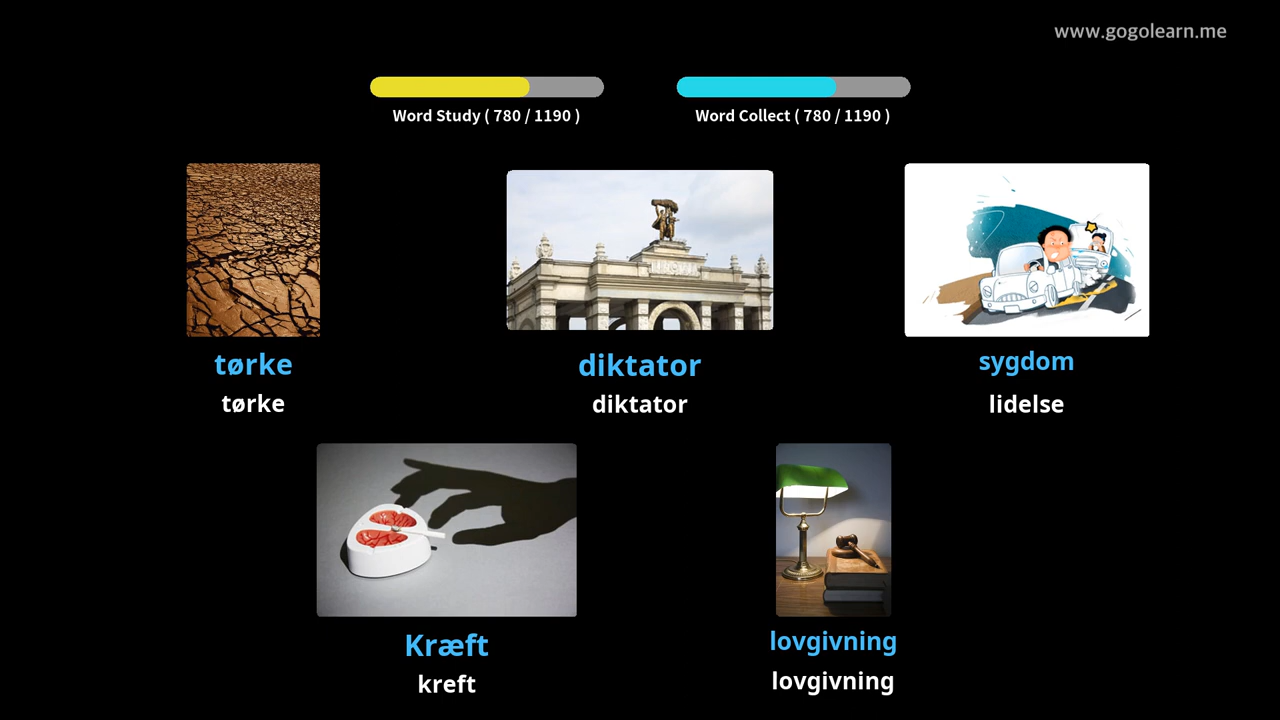 www.gogolearn.me
Word Study ( 780 / 1190 )
Word Collect ( 780 / 1190 )
tørke
tørke
diktator
diktator
sygdom
lidelse
Kræft
kreft
lovgivning
lovgivning